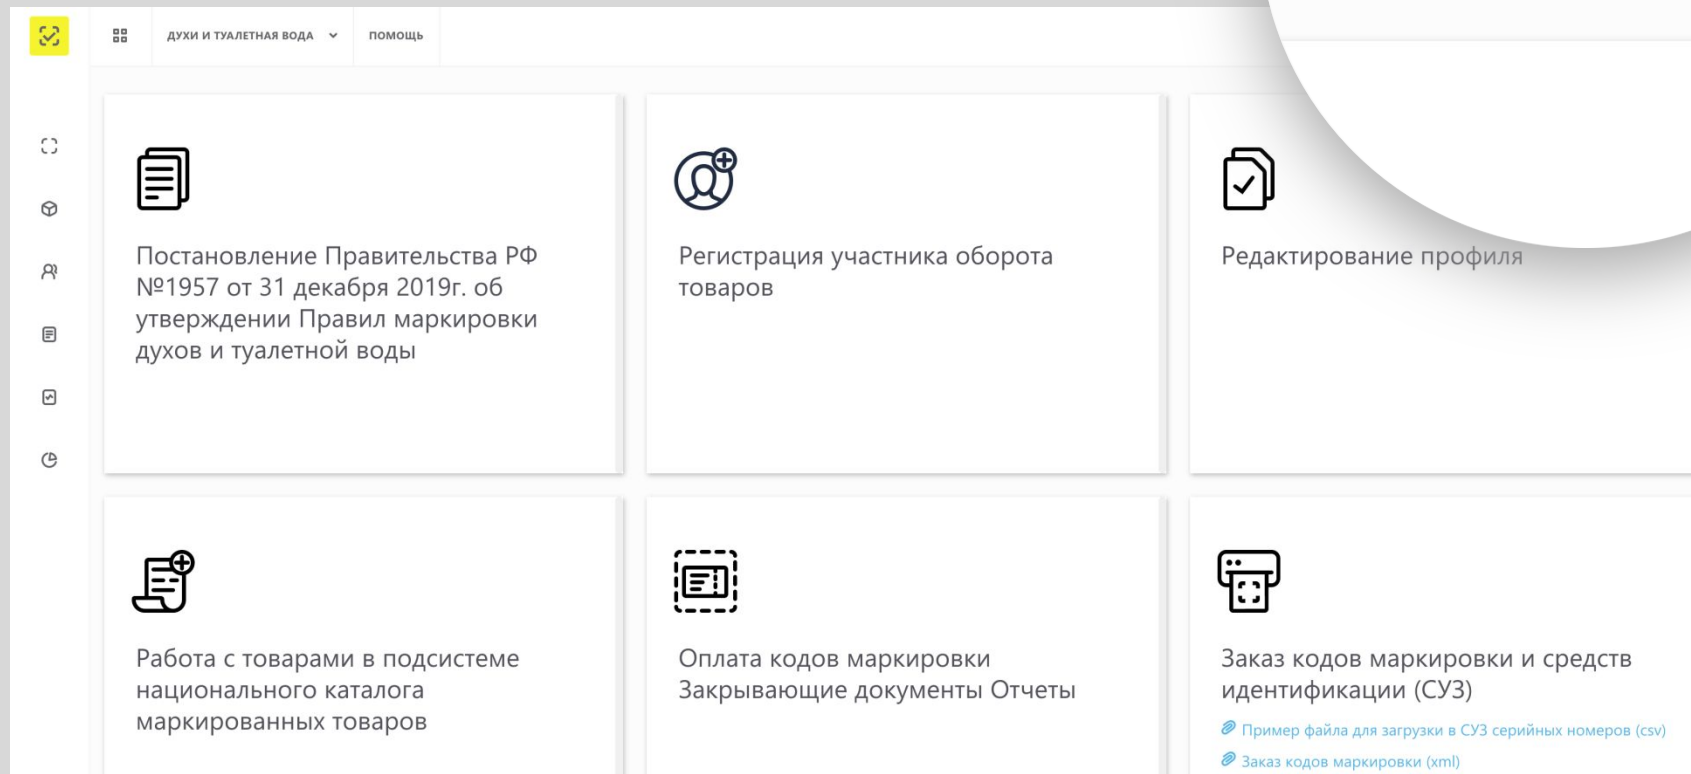 ДУХИ И ТУАЛЕТНАЯ ВОДА
ПОМОЩЬ
Постановление Правительства РФ
№1957 от 31 декабря 2019г. об
утверждении Правил маркировки
духов и туалетной воды
Регистрация участника оборота
товаров
Редактирование профиля
Работа с товарами в подсистеме
национального каталога
маркированных товаров
Оплата кодов маркировки
Закрывающие документы Отчеты
Заказ кодов маркировки и средств
идентификации (СУЗ)
Пример файла для загрузки в СУЗ серийных номеров (csv)
Заказ кодов маркировки (xml)